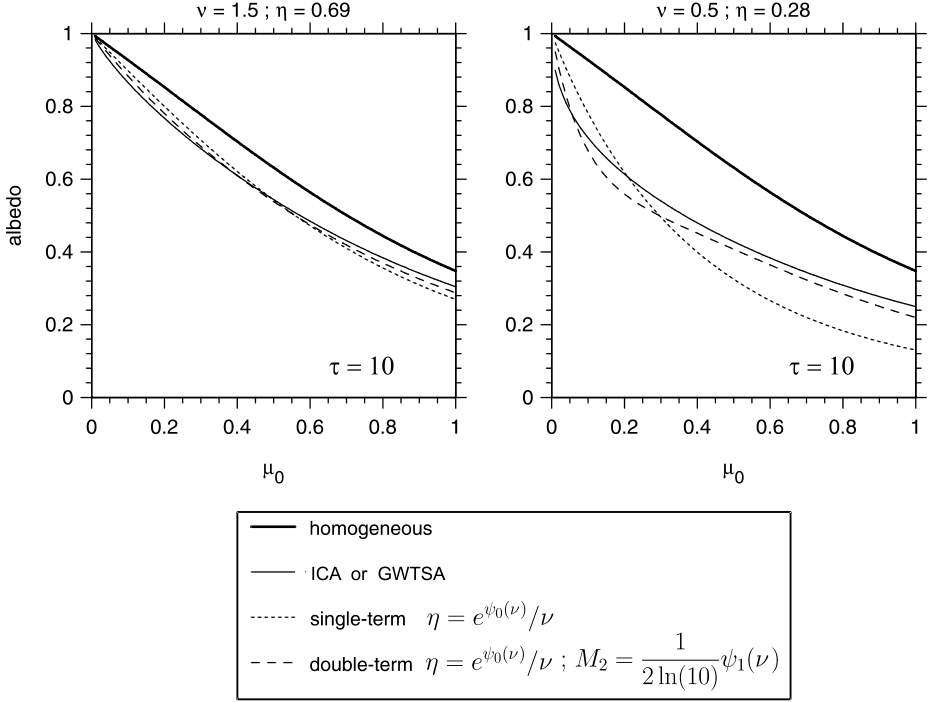 ν = 1.5 ; η = 0.69
ν = 0.5 ; η = 0.28
albedo
1
0.8
0.6
0.4
0.2
0
τ = 10
0 0.2 0.4 0.6 0.8 1
μ0
1
0.8
0.6
0.4
0.2
0
τ = 10
0 0.2 0.4 0.6 0.8 1
μ0
homogeneous
ICA or GWTSA
single-term η = e^{ψ0(ν)}/ν
double-term η = e^{ψ0(ν)}/ν ; M2 = \frac{1}{2 ln(10)}ψ1(ν)